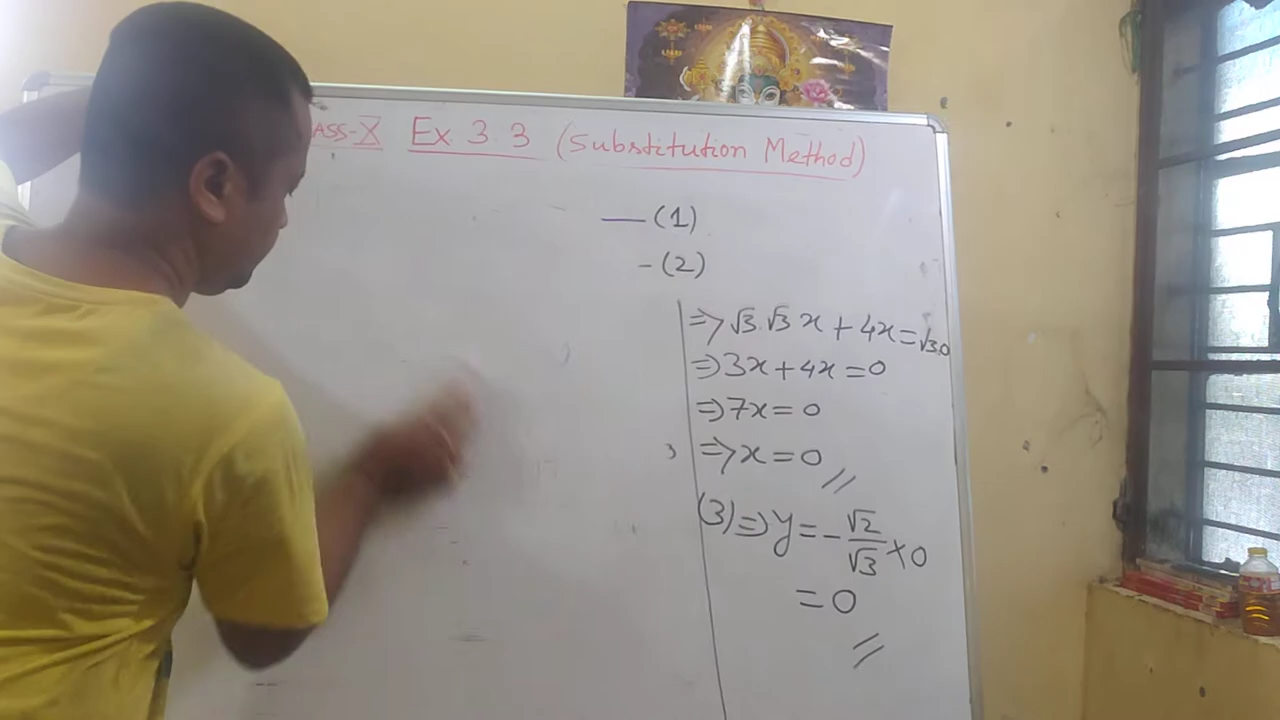 ASS-X Ex. 3.3 (Substitution Method)
— (1)
- (2)
⇒ √3.√3 x + 4x = √3.0
⇒ 3x + 4x = 0
⇒ 7x = 0
⇒ x = 0 //
(3) ⇒ y = - √2/√3 × 0
= 0
//